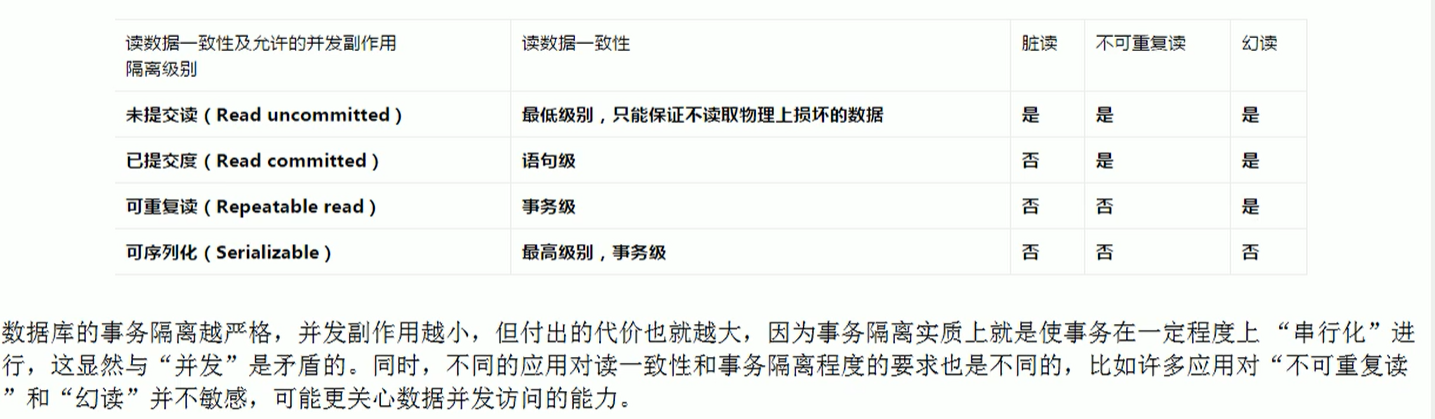 读数据一致性及允许的并发副作用
隔离级别 读数据一致性 脏读 不可重复读 幻读
未提交读（Read uncommitted） 最低级别，只能保证不读取物理上损坏的数据 是 是 是
已提交度（Read committed） 语句级 否 是 是
可重复读（Repeatable read） 事务级 否 否 是
可序列化（Serializable） 最高级别，事务级 否 否 否
数据库的事务隔离越严格，并发副作用越小，但付出的代价也就越大，因为事务隔离实质上就是使事务在一定程度上 “串行化”进
行，这显然与“并发”是矛盾的。同时，不同的应用对读一致性和事务隔离程度的要求也是不同的，比如许多应用对“不可重复读
”和“幻读”并不敏感，可能更关心数据并发访问的能力。